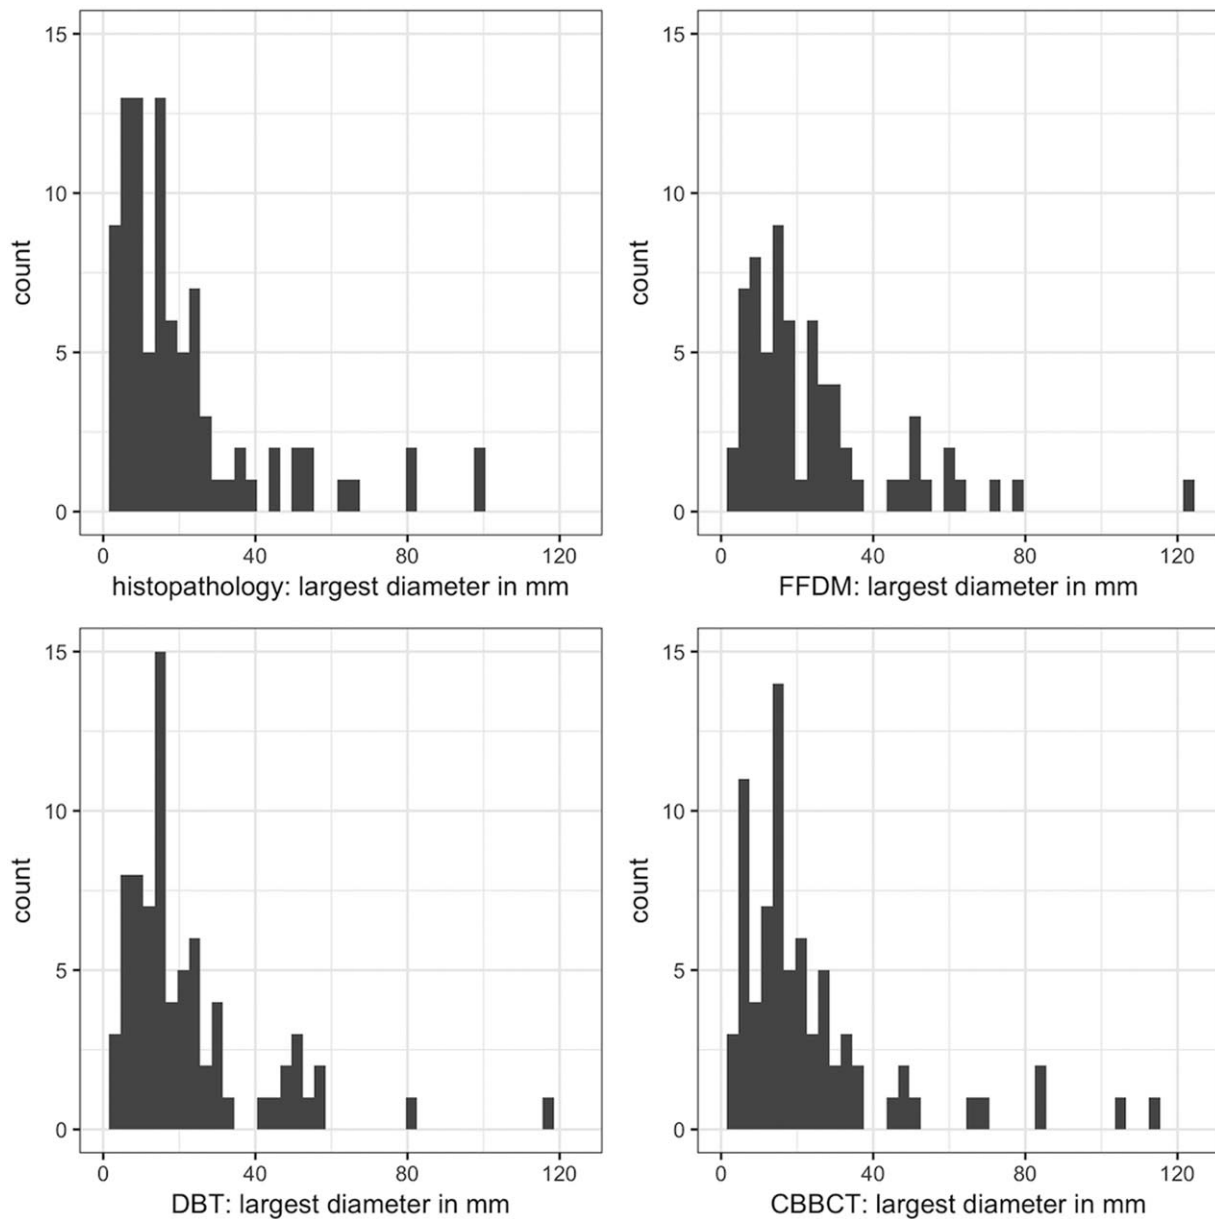 15
10
5
0
count
0 40 80 120
histopathology: largest diameter in mm
15
10
5
0
count
0 40 80 120
FFDM: largest diameter in mm
15
10
5
0
count
0 40 80 120
DBT: largest diameter in mm
15
10
5
0
count
0 40 80 120
CBBCT: largest diameter in mm